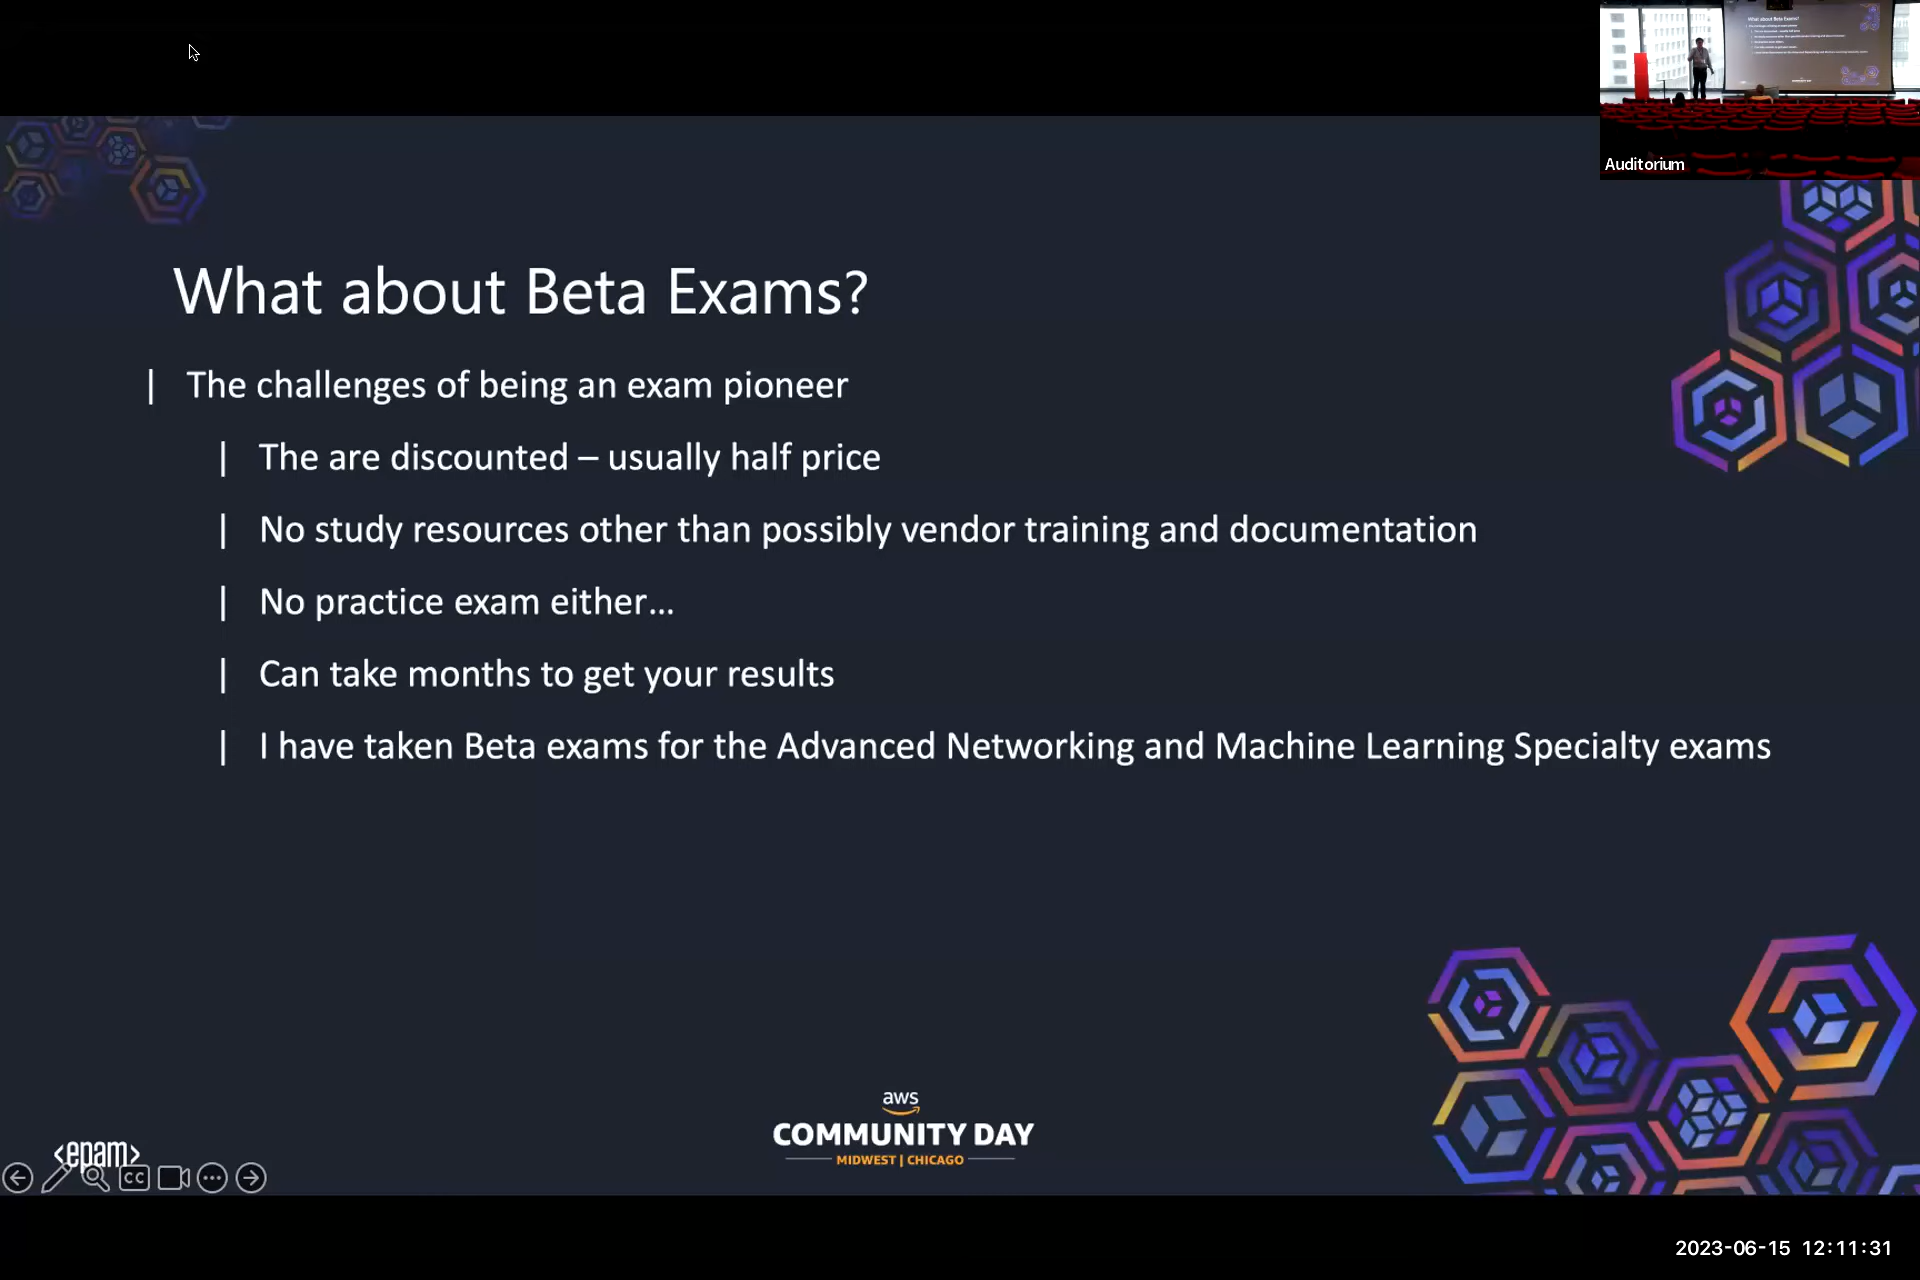 Auditorium
What about Beta Exams?
| The challenges of being an exam pioneer
| The are discounted – usually half price
| No study resources other than possibly vendor training and documentation
| No practice exam either...
| Can take months to get your results
| I have taken Beta exams for the Advanced Networking and Machine Learning Specialty exams
aws
COMMUNITY DAY
MIDWEST | CHICAGO
<epam>
CC
2023-06-15 12:11:31